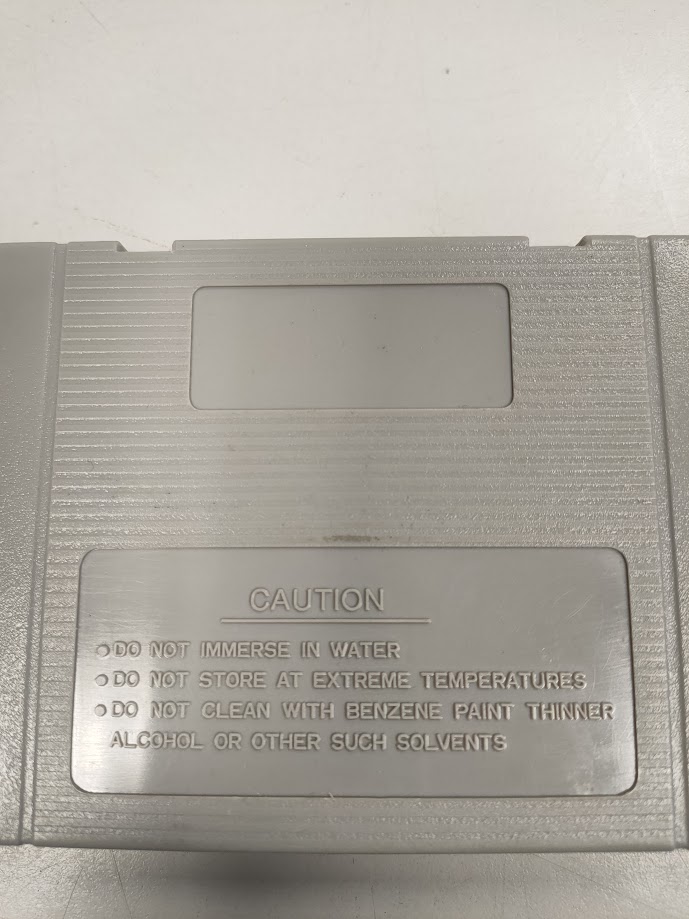 CAUTION
● DO NOT IMMERSE IN WATER
● DO NOT STORE AT EXTREME TEMPERATURES
● DO NOT CLEAN WITH BENZENE PAINT THINNER
ALCOHOL OR OTHER SUCH SOLVENTS